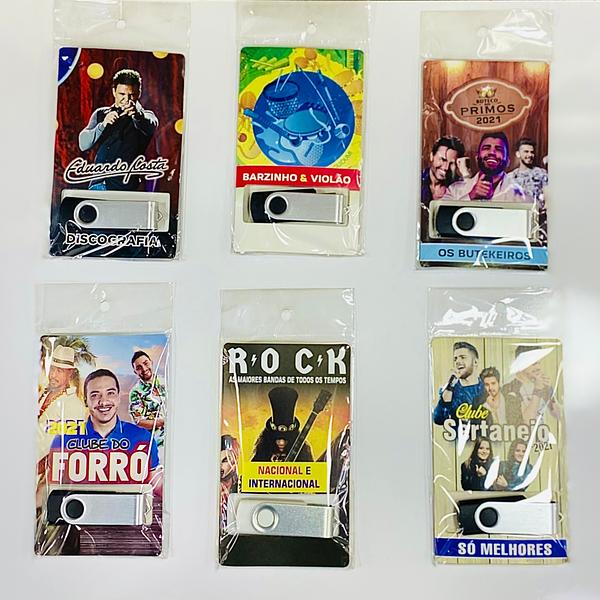 Eduardo Costa
DISCOGRAFIA
BARZINHO & VIOLÃO
BOTECO
PRIMOS
2021
OS BUTEKEIROS
2021
CLUBE DO
FORRÓ
ROCK
AS MAIORES BANDAS DE TODOS OS TEMPOS
NACIONAL E
INTERNACIONAL
Clube
Sertanejo
2021
SÓ MELHORES